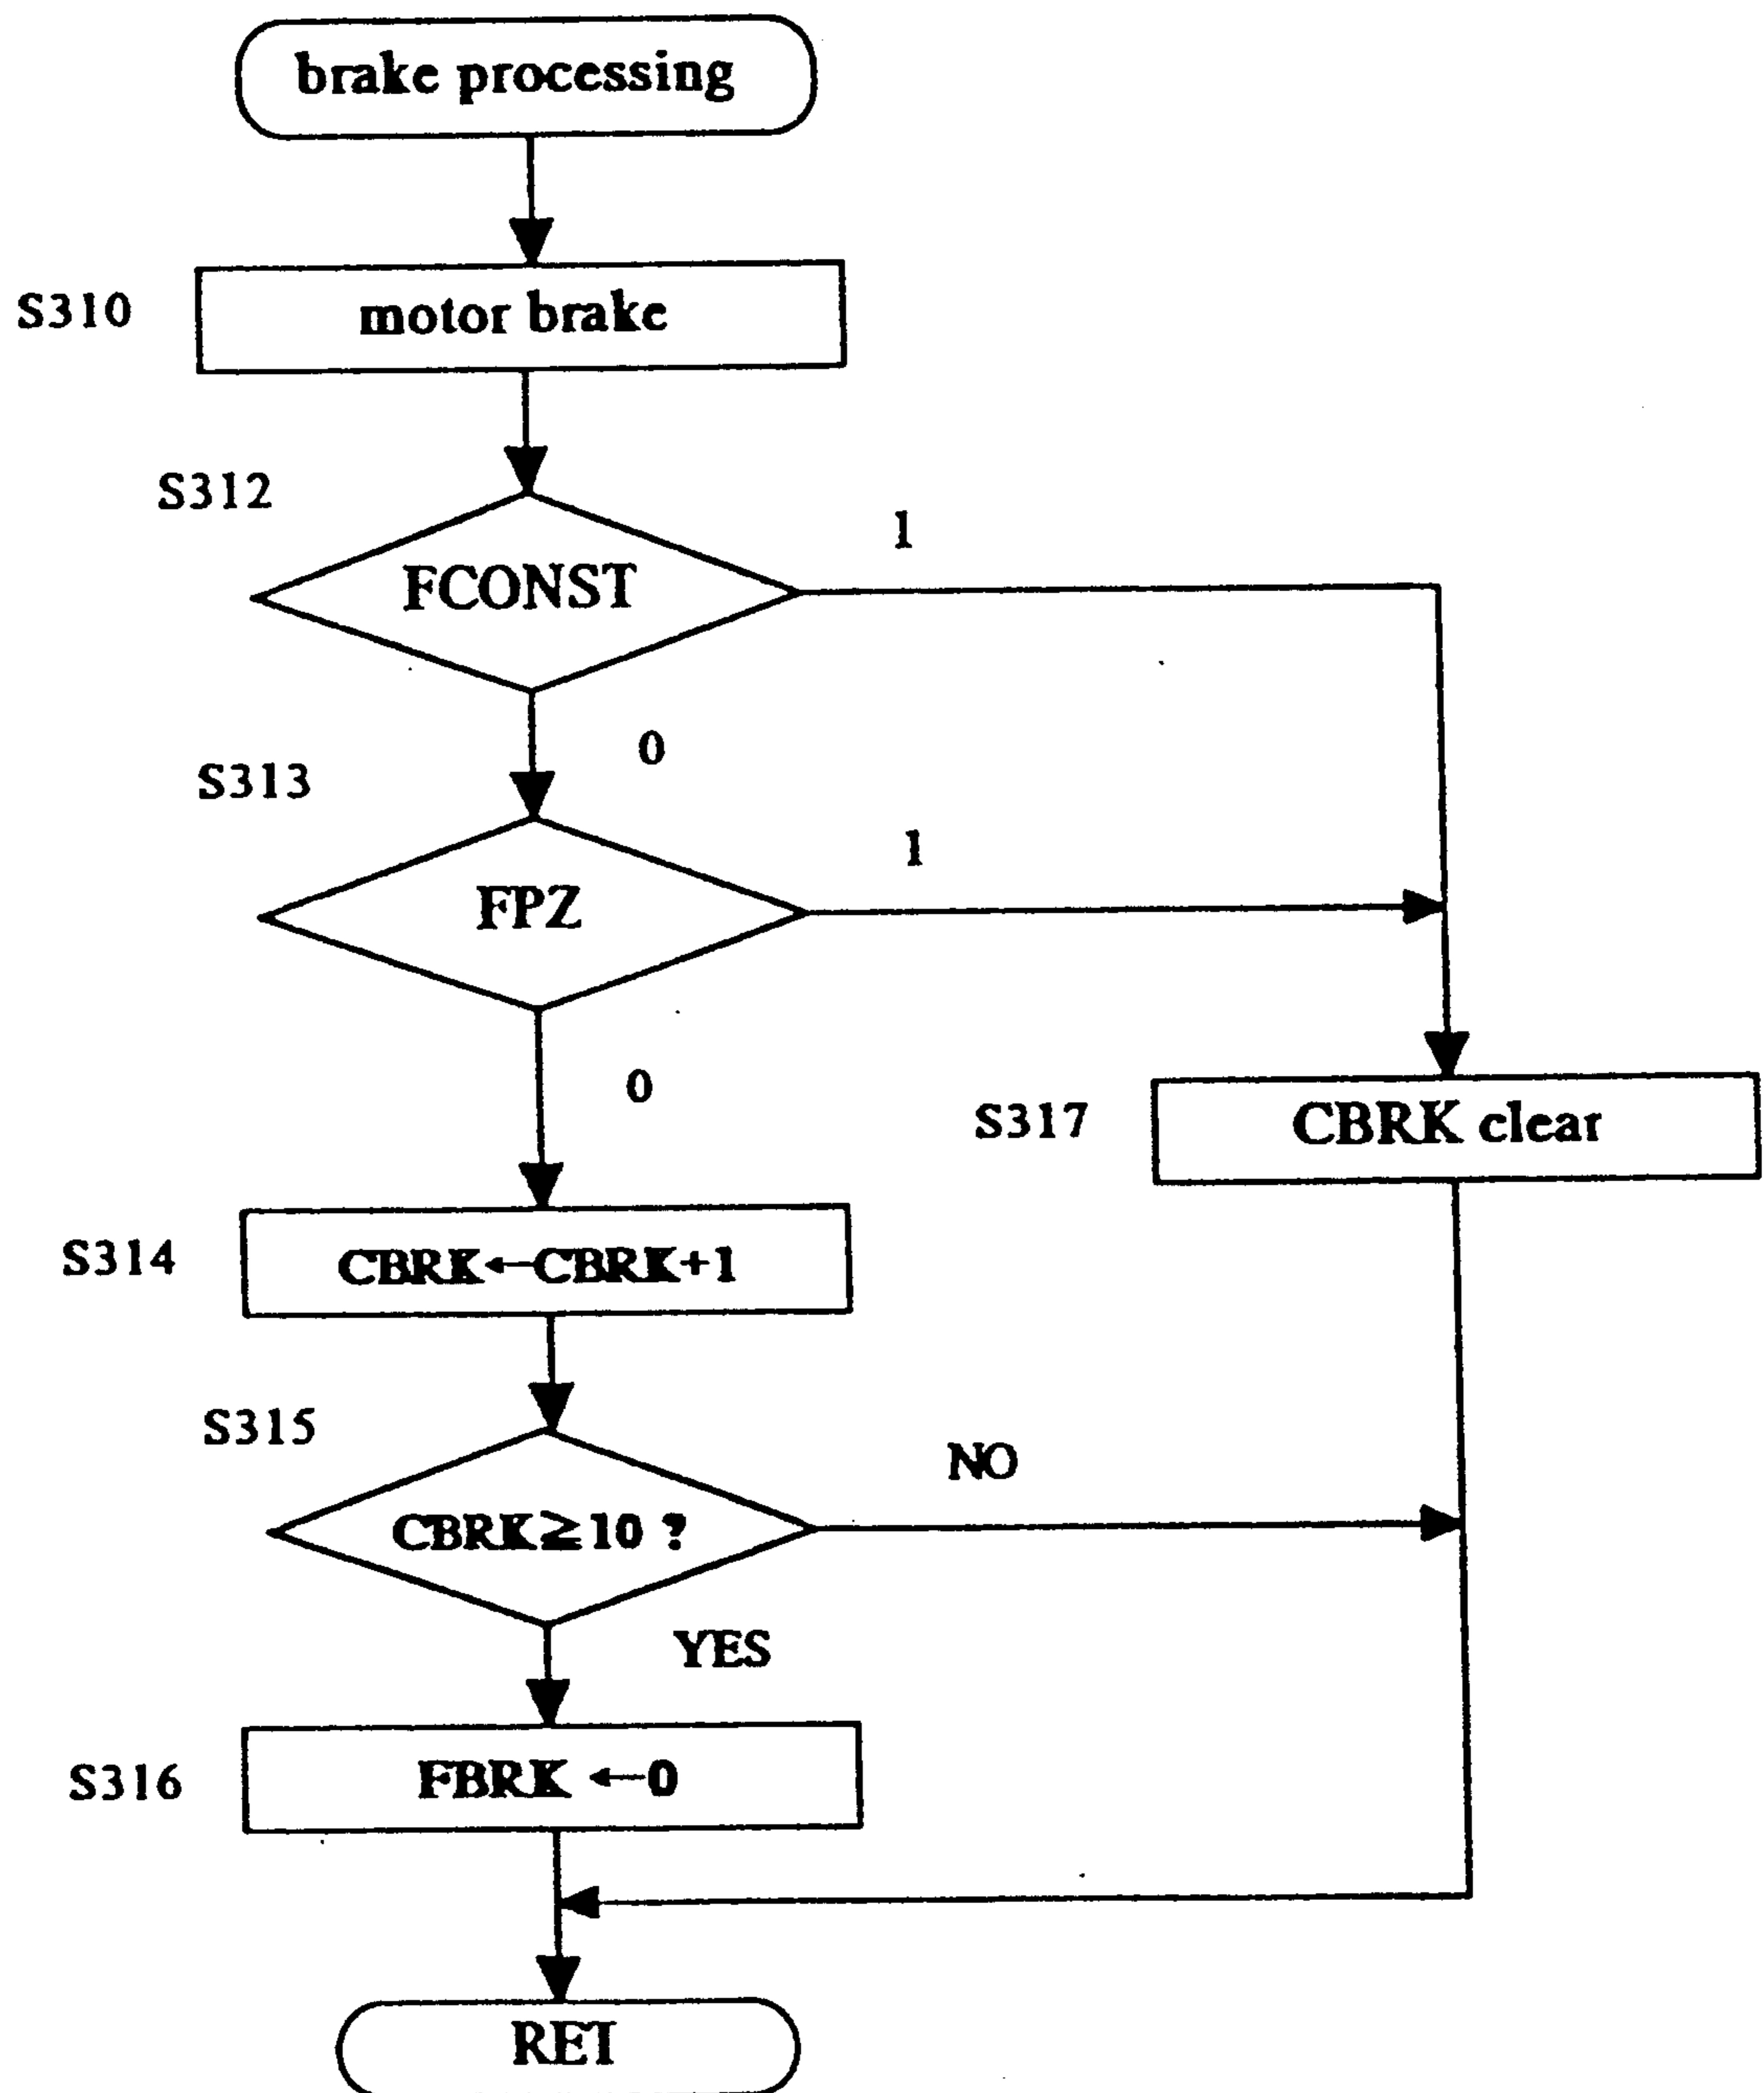 brake processing
S310
motor brake
S312
FCONST
1
0
S313
FPZ
1
0
S317
CBRK clear
S314
CBRK←CBRK+1
S315
CBRK≧10 ?
NO
YES
S316
FBRK ←0
RET